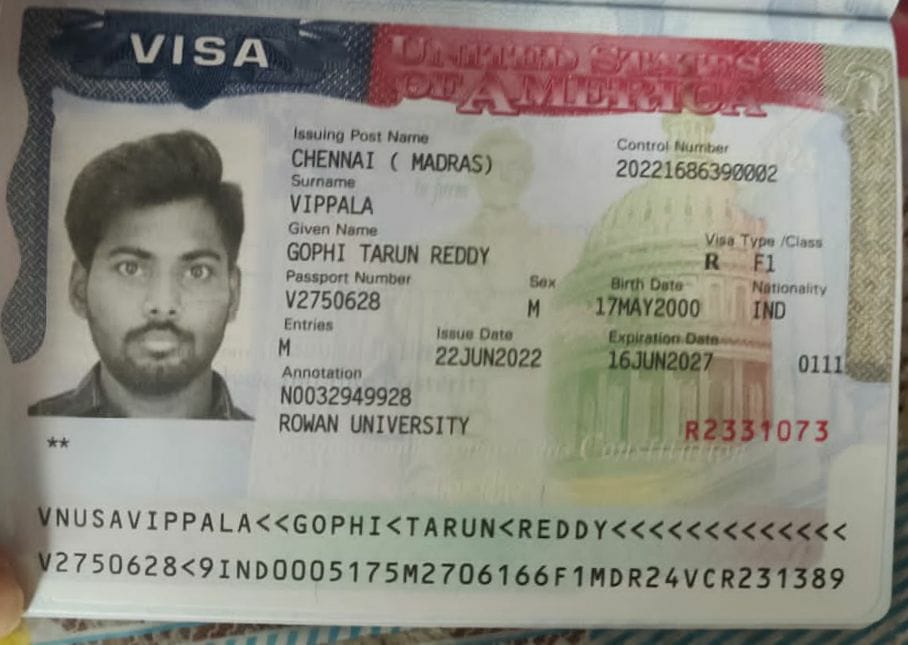 VISA
UNITED STATES
OF AMERICA
Issuing Post Name
CHENNAI ( MADRAS)
Control Number
20221686390002
Surname
VIPPALA
Given Name
GOPHI TARUN REDDY
Visa Type /Class
R F1
Passport Number
V2750628
Sex
M
Birth Date
17MAY2000
Nationality
IND
Entries
M
Issue Date
22JUN2022
Expiration Date
16JUN2027
0111
Annotation
N0032949928
ROWAN UNIVERSITY
R2331073
**
VNUSAVIPPALA<<GOPHI<TARUN<REDDY<<<<<<<<<<<<<
V2750628<9IND0005175M2706166F1MDR24VCR231389